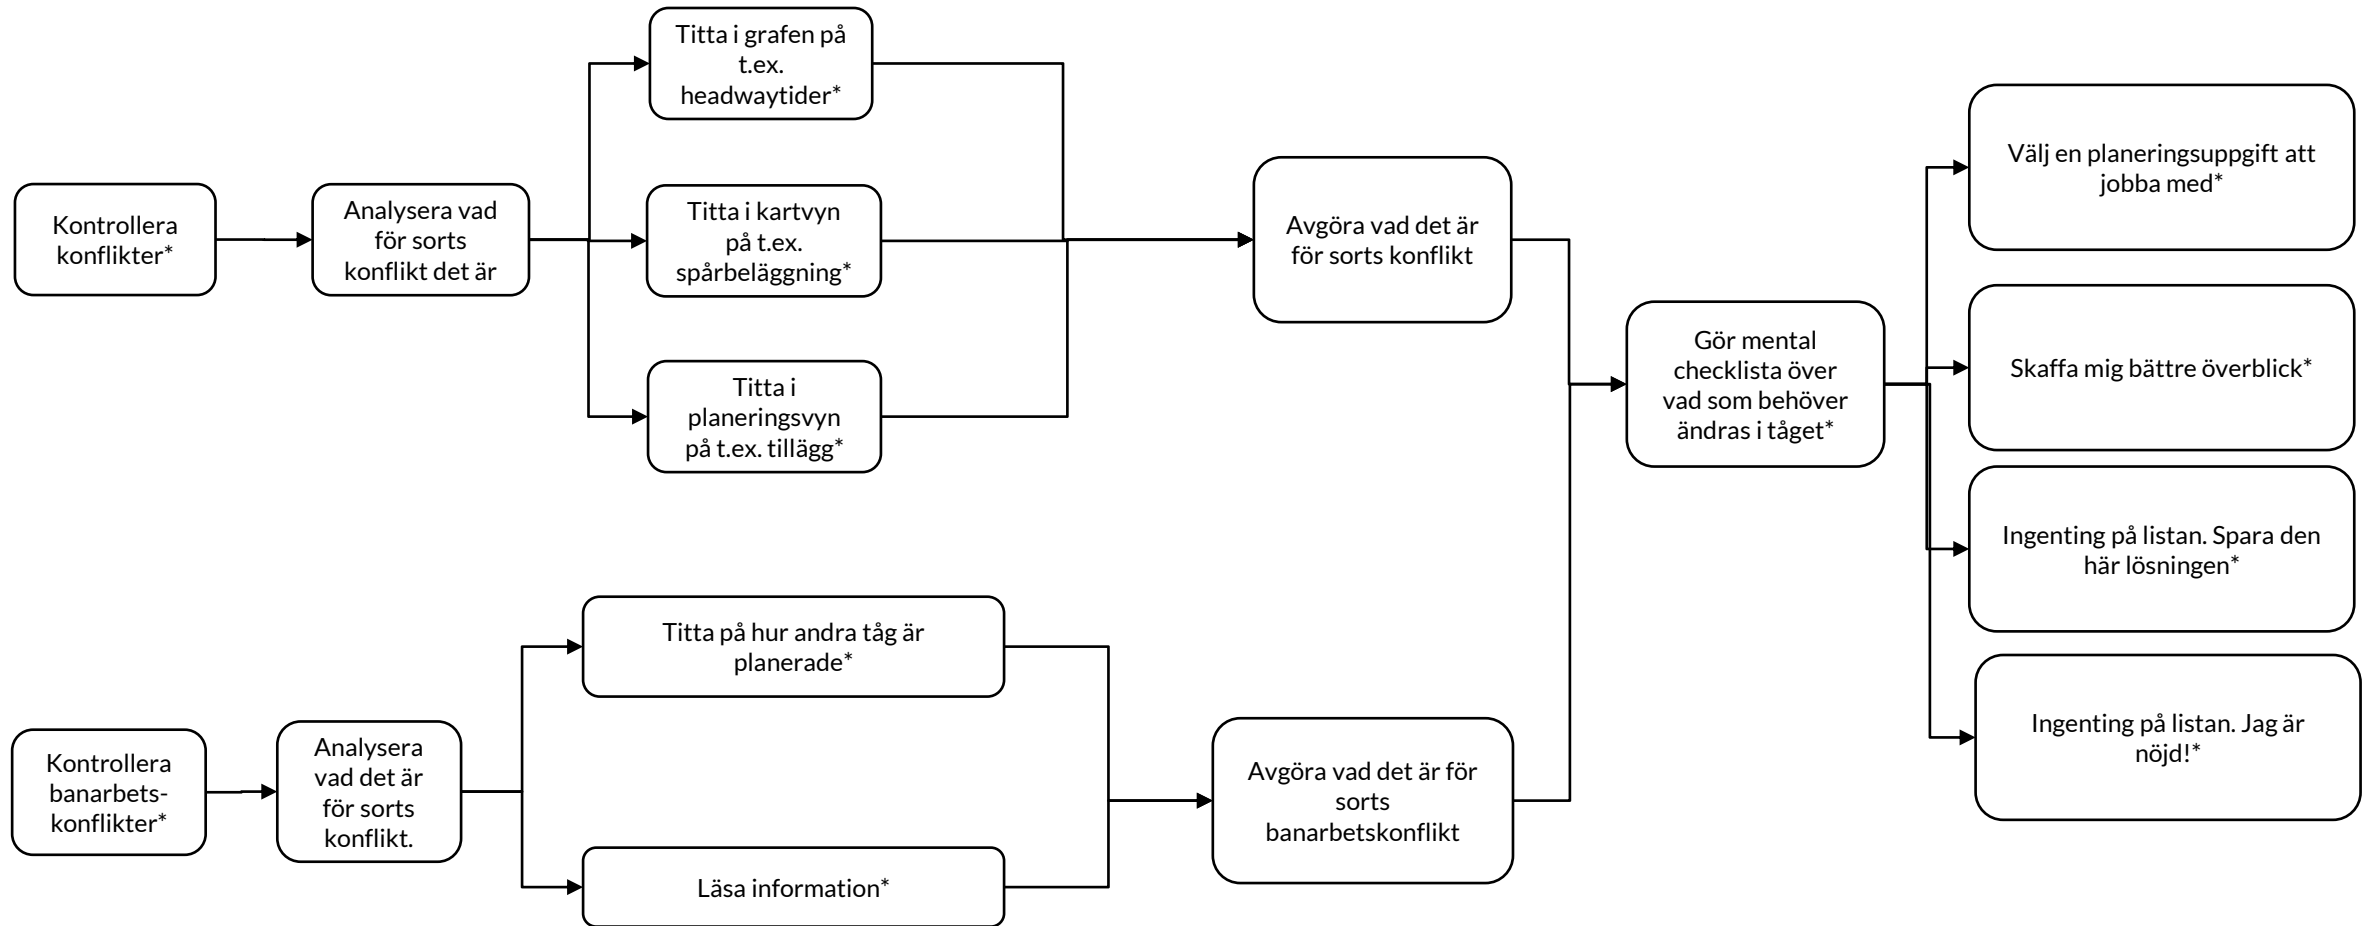 Kontrollera
konflikter*
Analysera vad
för sorts
konflikt det är
Titta i grafen på
t.ex.
headwaytider*
Titta i kartvyn
på t.ex.
spårbeläggning*
Titta i
planeringsvyn
på t.ex. tillägg*
Avgöra vad det är
för sorts konflikt
Gör mental
checklista över
vad som behöver
ändras i tåget*
Välj en planeringsuppgift att
jobba med*
Skaffa mig bättre överblick*
Ingenting på listan. Spara den
här lösningen*
Ingenting på listan. Jag är
nöjd!*
Kontrollera
banarbets-
konflikter*
Analysera
vad det är
för sorts
konflikt.
Titta på hur andra tåg är
planerade*
Läsa information*
Avgöra vad det är för
sorts
banarbetskonflikt